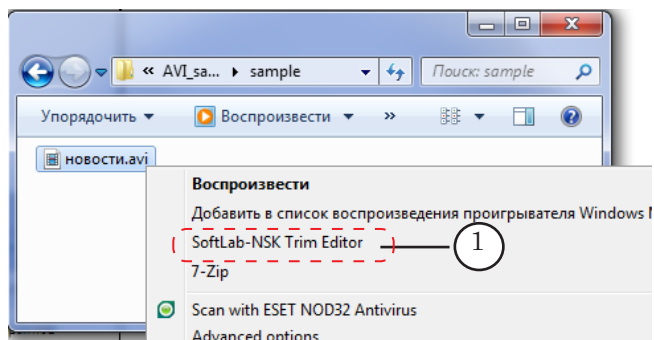 « AVI_sa... ▸ sample
Поиск: sample
Упорядочить
Воспроизвести
»
новости.avi
Воспроизвести
Добавить в список воспроизведения проигрывателя Windows
SoftLab-NSK Trim Editor
1
7-Zip
Scan with ESET NOD32 Antivirus
Advanced options